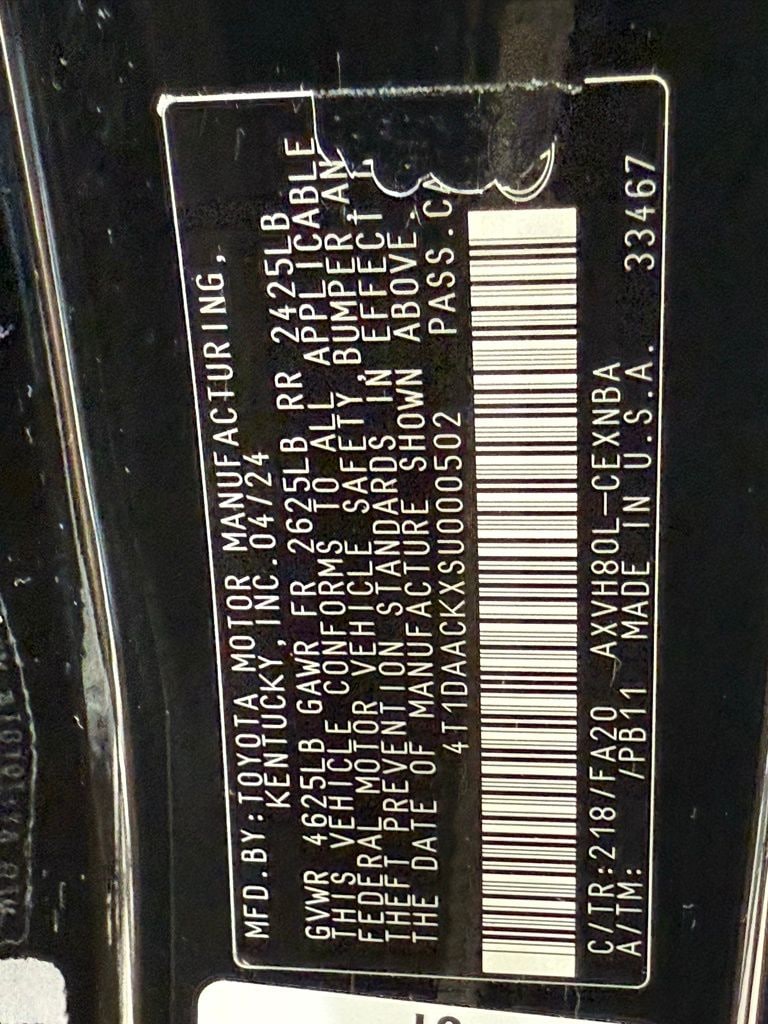 MFD.BY:TOYOTA MOTOR MANUFACTURING,
KENTUCKY,INC.04/24
GVWR 4625LB GAWR FR 2625LB RR 2425LB
THIS VEHICLE CONFORMS TO ALL APPLICABLE
FEDERAL MOTOR VEHICLE SAFETY,BUMPER AN
THEFT PREVENTION STANDARDS IN EFFECT
THE DATE OF MANUFACTURE SHOWN ABOVE.
4T1DAACKXSU000502 PASS.CA
C/TR:218/FA20 AXVH80L-CEXNBA
A/TM: /PB11 MADE IN U.S.A. 33467